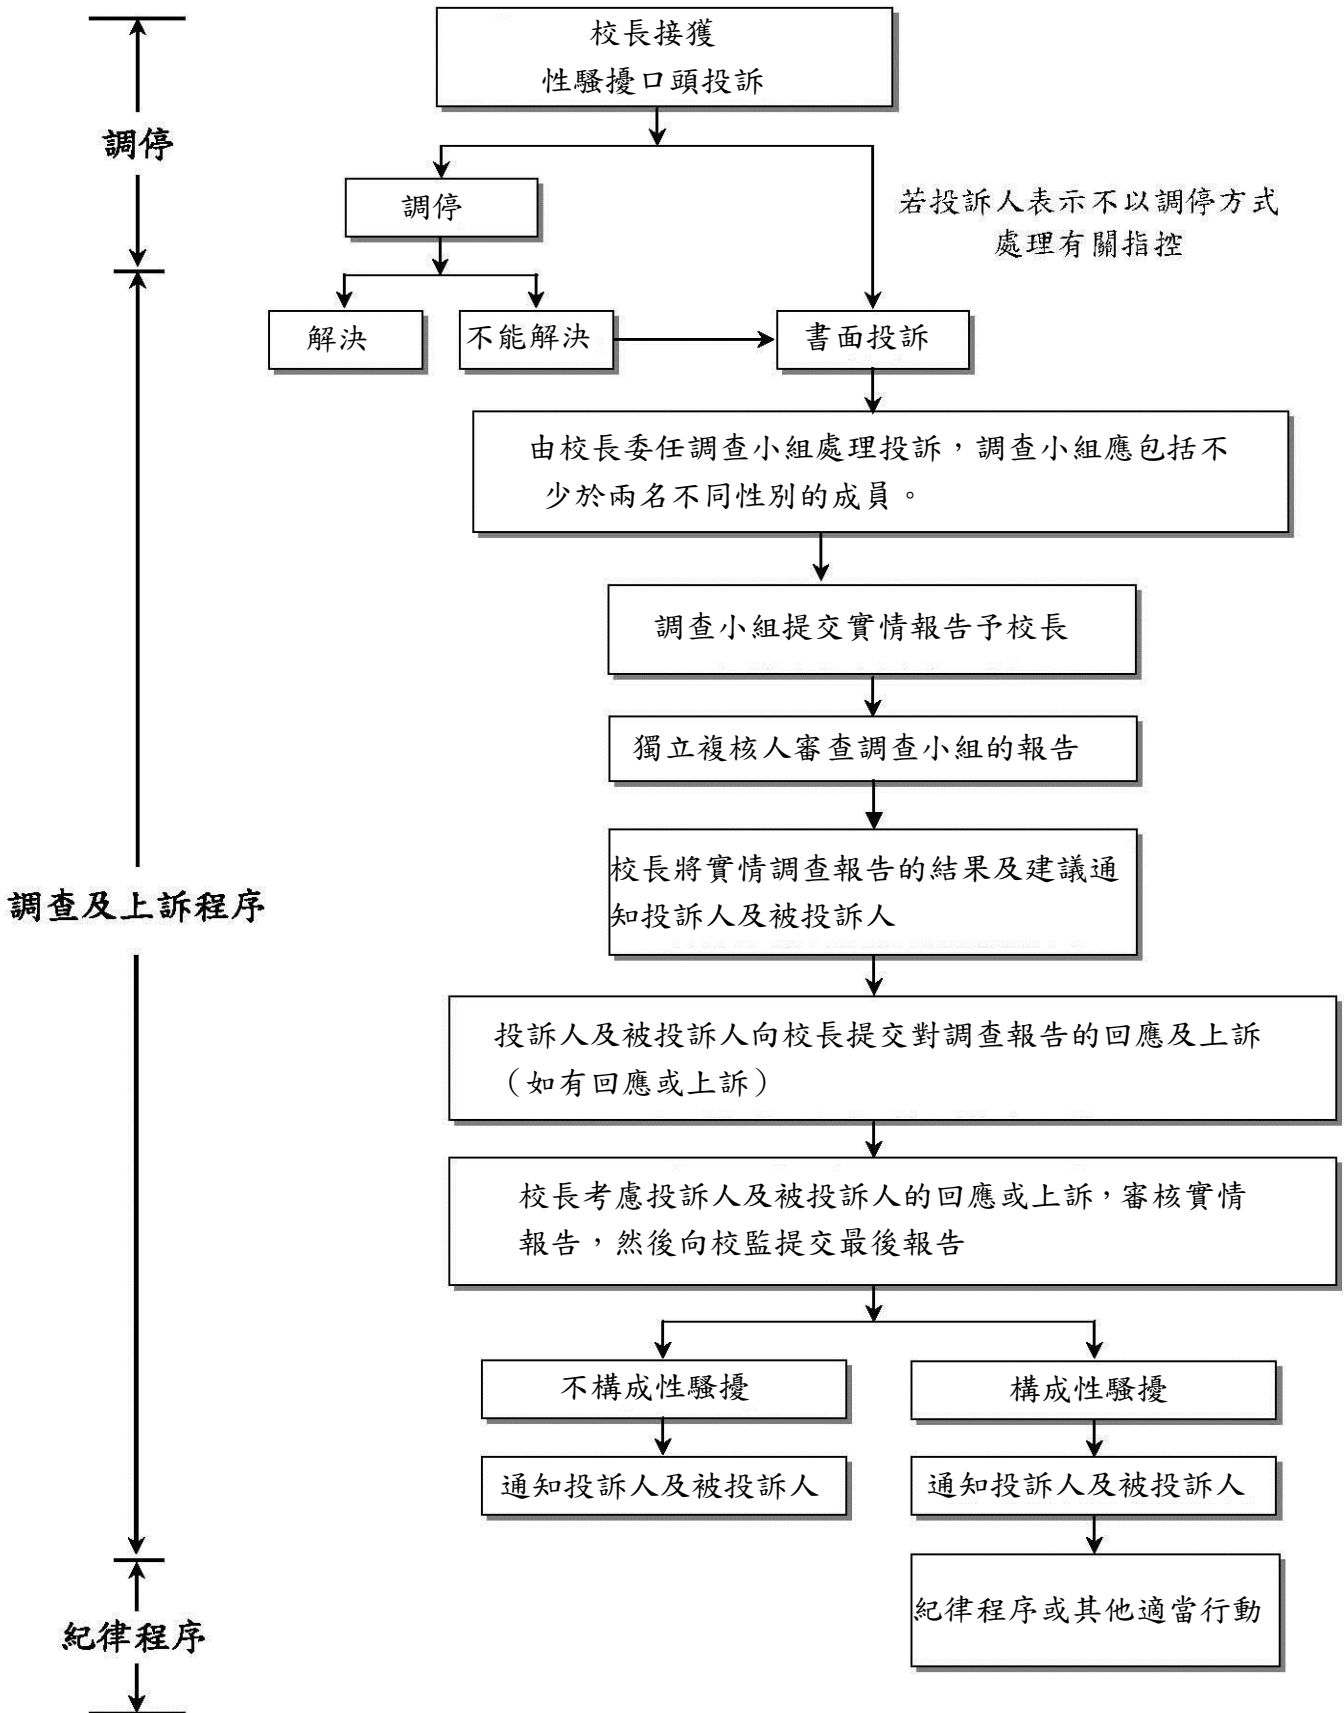 校長接獲
性騷擾口頭投訴
調停
調停
若投訴人表示不以調停方式
處理有關指控
解決
不能解決
書面投訴
由校長委任調查小組處理投訴，調查小組應包括不
少於兩名不同性別的成員。
調查小組提交實情報告予校長
獨立複核人審查調查小組的報告
校長將實情調查報告的結果及建議通
知投訴人及被投訴人
調查及上訴程序
投訴人及被投訴人向校長提交對調查報告的回應及上訴
（如有回應或上訴）
校長考慮投訴人及被投訴人的回應或上訴，審核實情
報告，然後向校監提交最後報告
不構成性騷擾
構成性騷擾
通知投訴人及被投訴人
通知投訴人及被投訴人
紀律程序或其他適當行動
紀律程序